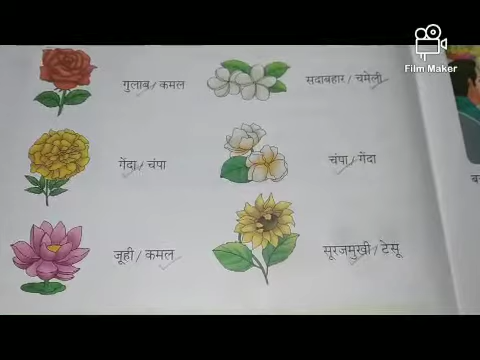 Film Maker
गुलाब / कमल
सदाबहार / चमेली
गेंदा / चंपा
चंपा / गेंदा
जूही / कमल
सूरजमुखी / टेसू